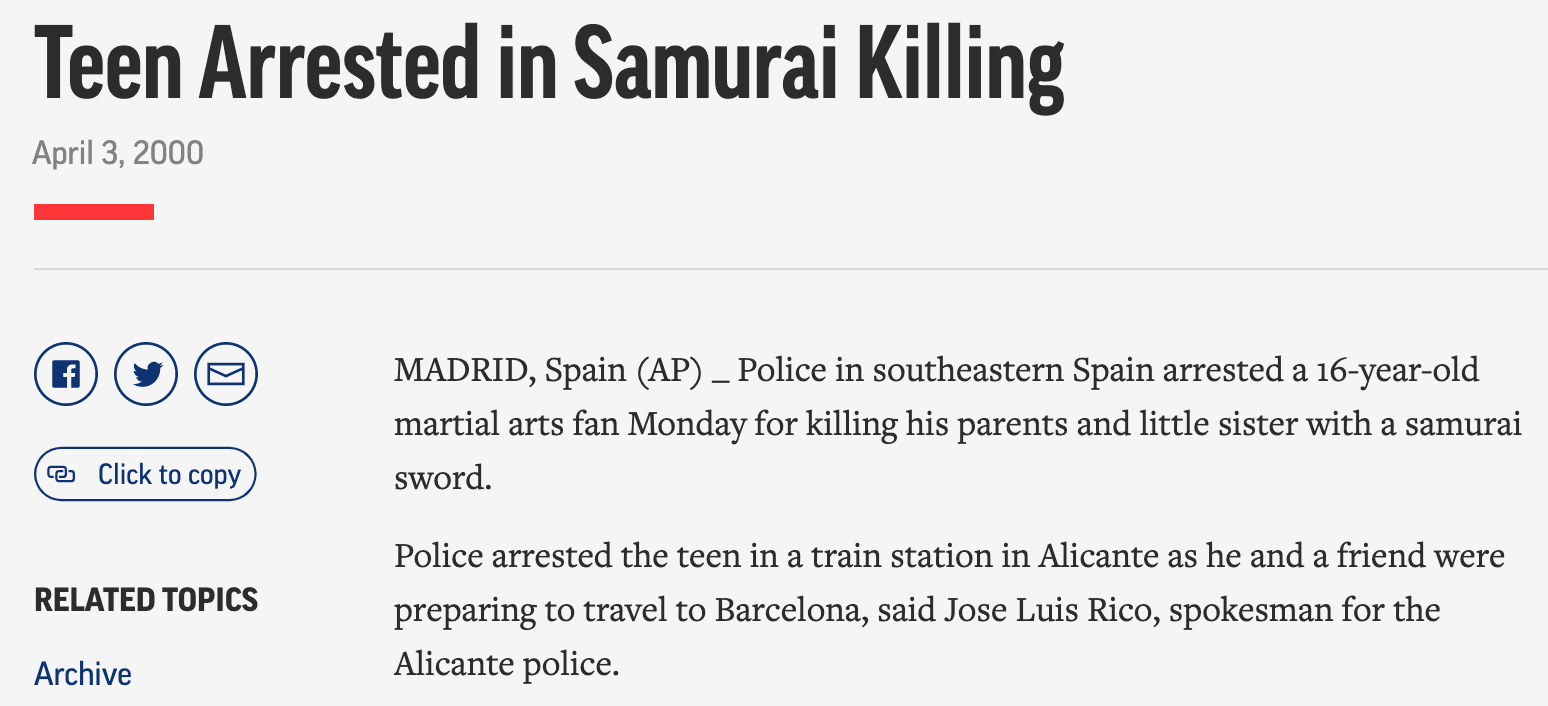 Teen Arrested in Samurai Killing
April 3, 2000
Click to copy
RELATED TOPICS
Archive
MADRID, Spain (AP) _ Police in southeastern Spain arrested a 16-year-old
martial arts fan Monday for killing his parents and little sister with a samurai
sword.
Police arrested the teen in a train station in Alicante as he and a friend were
preparing to travel to Barcelona, said Jose Luis Rico, spokesman for the
Alicante police.